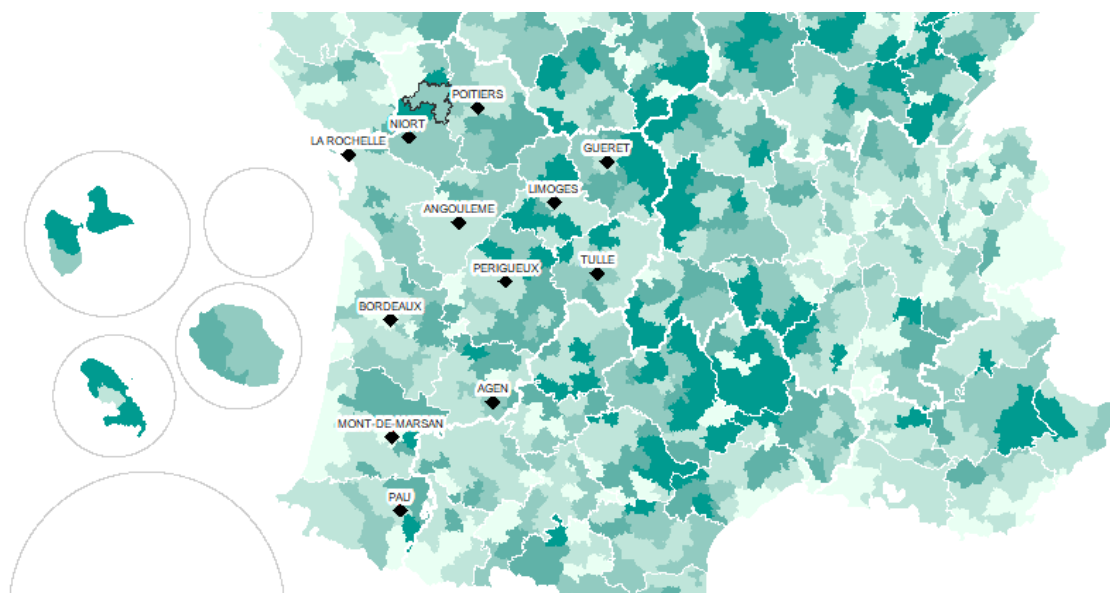 POITIERS
NIORT
LA ROCHELLE
GUERET
LIMOGES
ANGOULEME
TULLE
PERIGUEUX
BORDEAUX
AGEN
MONT-DE-MARSAN
PAU